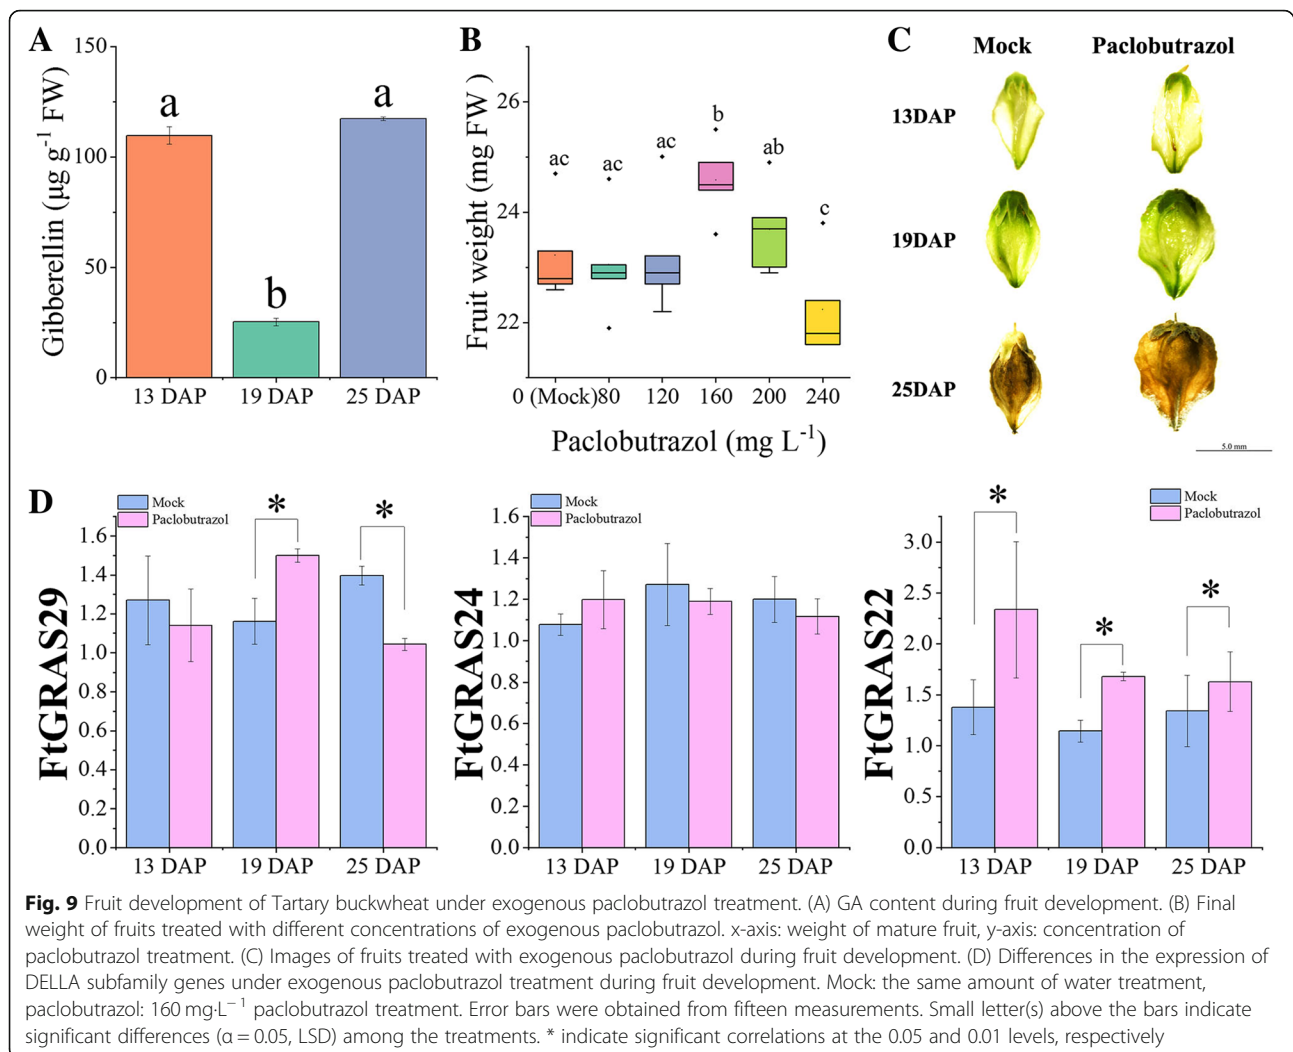 A
Gibberellin (µg g⁻¹ FW)
150
100
50
0
a
b
a
13 DAP
19 DAP
25 DAP
B
Fruit weight (mg FW )
26
24
22
ac
ac
ac
b
ab
c
0 (Mock)
80
120
160
200
240
Paclobutrazol (mg L⁻¹)
C
Mock
Paclobutrazol
13DAP
19DAP
25DAP
5.0 mm
D
Mock
Paclobutrazol
FtGRAS29
1.6
1.4
1.2
1.0
0.8
0.6
0.4
0.2
0.0
*
*
13 DAP
19 DAP
25 DAP
Mock
Paclobutrazol
FtGRAS24
1.6
1.4
1.2
1.0
0.8
0.6
0.4
0.2
0.0
13 DAP
19 DAP
25 DAP
Mock
Paclobutrazol
FtGRAS22
3.0
2.5
2.0
1.5
1.0
0.5
0.0
*
*
*
13 DAP
19 DAP
25 DAP
Fig. 9 Fruit development of Tartary buckwheat under exogenous paclobutrazol treatment. (A) GA content during fruit development. (B) Final
weight of fruits treated with different concentrations of exogenous paclobutrazol. x-axis: weight of mature fruit, y-axis: concentration of
paclobutrazol treatment. (C) Images of fruits treated with exogenous paclobutrazol during fruit development. (D) Differences in the expression of
DELLA subfamily genes under exogenous paclobutrazol treatment during fruit development. Mock: the same amount of water treatment,
paclobutrazol: 160 mg·L⁻¹ paclobutrazol treatment. Error bars were obtained from fifteen measurements. Small letter(s) above the bars indicate
significant differences (α = 0.05, LSD) among the treatments. * indicate significant correlations at the 0.05 and 0.01 levels, respectively